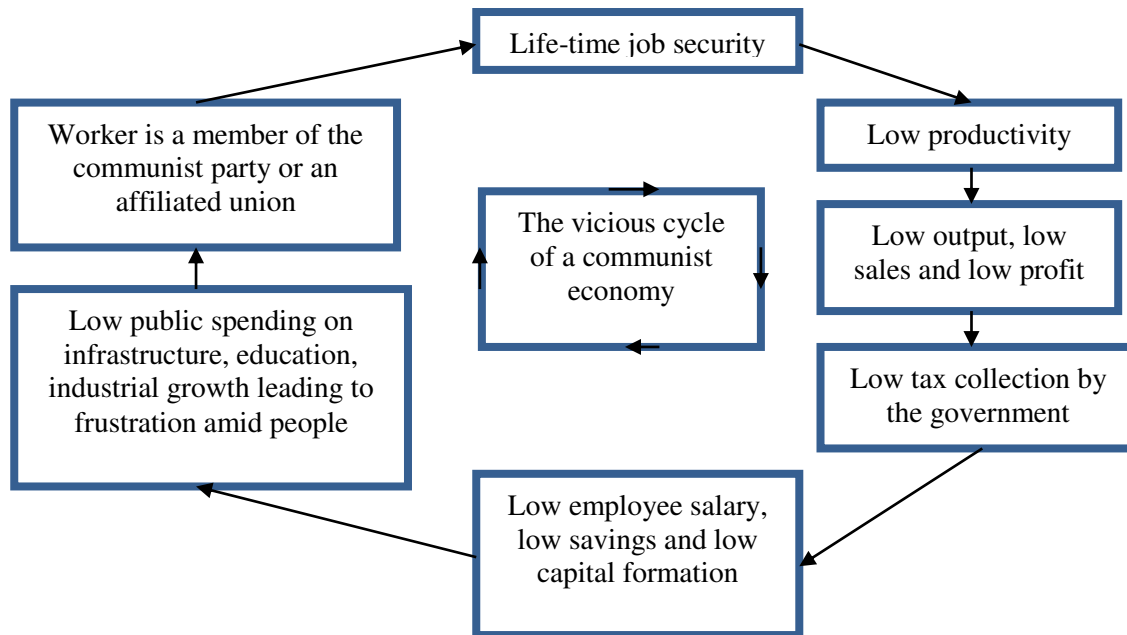 Life-time job security
Worker is a member of the
communist party or an
affiliated union
Low productivity
The vicious cycle
of a communist
economy
Low output, low
sales and low profit
Low public spending on
infrastructure, education,
industrial growth leading to
frustration amid people
Low tax collection by
the government
Low employee salary,
low savings and low
capital formation